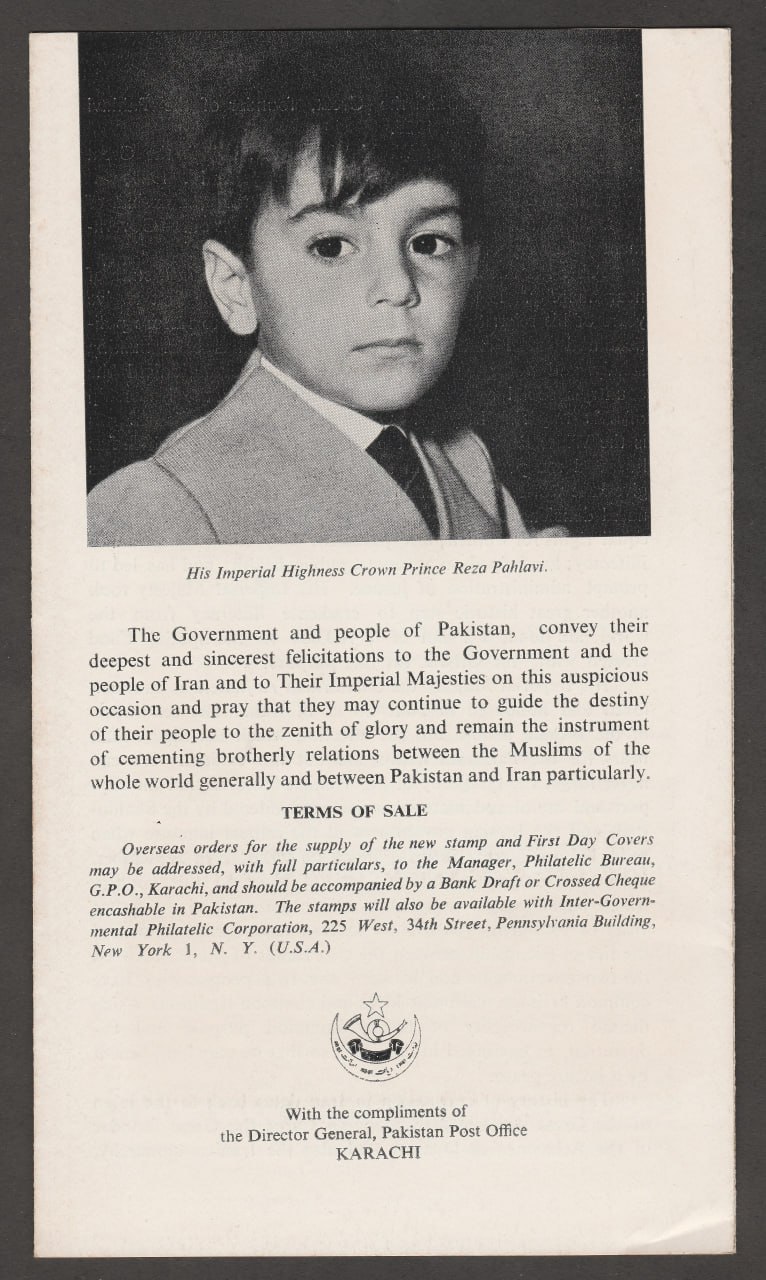 His Imperial Highness Crown Prince Reza Pahlavi.
The Government and people of Pakistan, convey their
deepest and sincerest felicitations to the Government and the
people of Iran and to Their Imperial Majesties on this auspicious
occasion and pray that they may continue to guide the destiny
of their people to the zenith of glory and remain the instrument
of cementing brotherly relations between the Muslims of the
whole world generally and between Pakistan and Iran particularly.
TERMS OF SALE
Overseas orders for the supply of the new stamp and First Day Covers
may be addressed, with full particulars, to the Manager, Philatelic Bureau,
G.P.O., Karachi, and should be accompanied by a Bank Draft or Crossed Cheque
encashable in Pakistan. The stamps will also be available with Inter-Govern-
mental Philatelic Corporation, 225 West, 34th Street, Pennsylvania Building,
New York 1, N. Y. (U.S.A.)
With the compliments of
the Director General, Pakistan Post Office
KARACHI